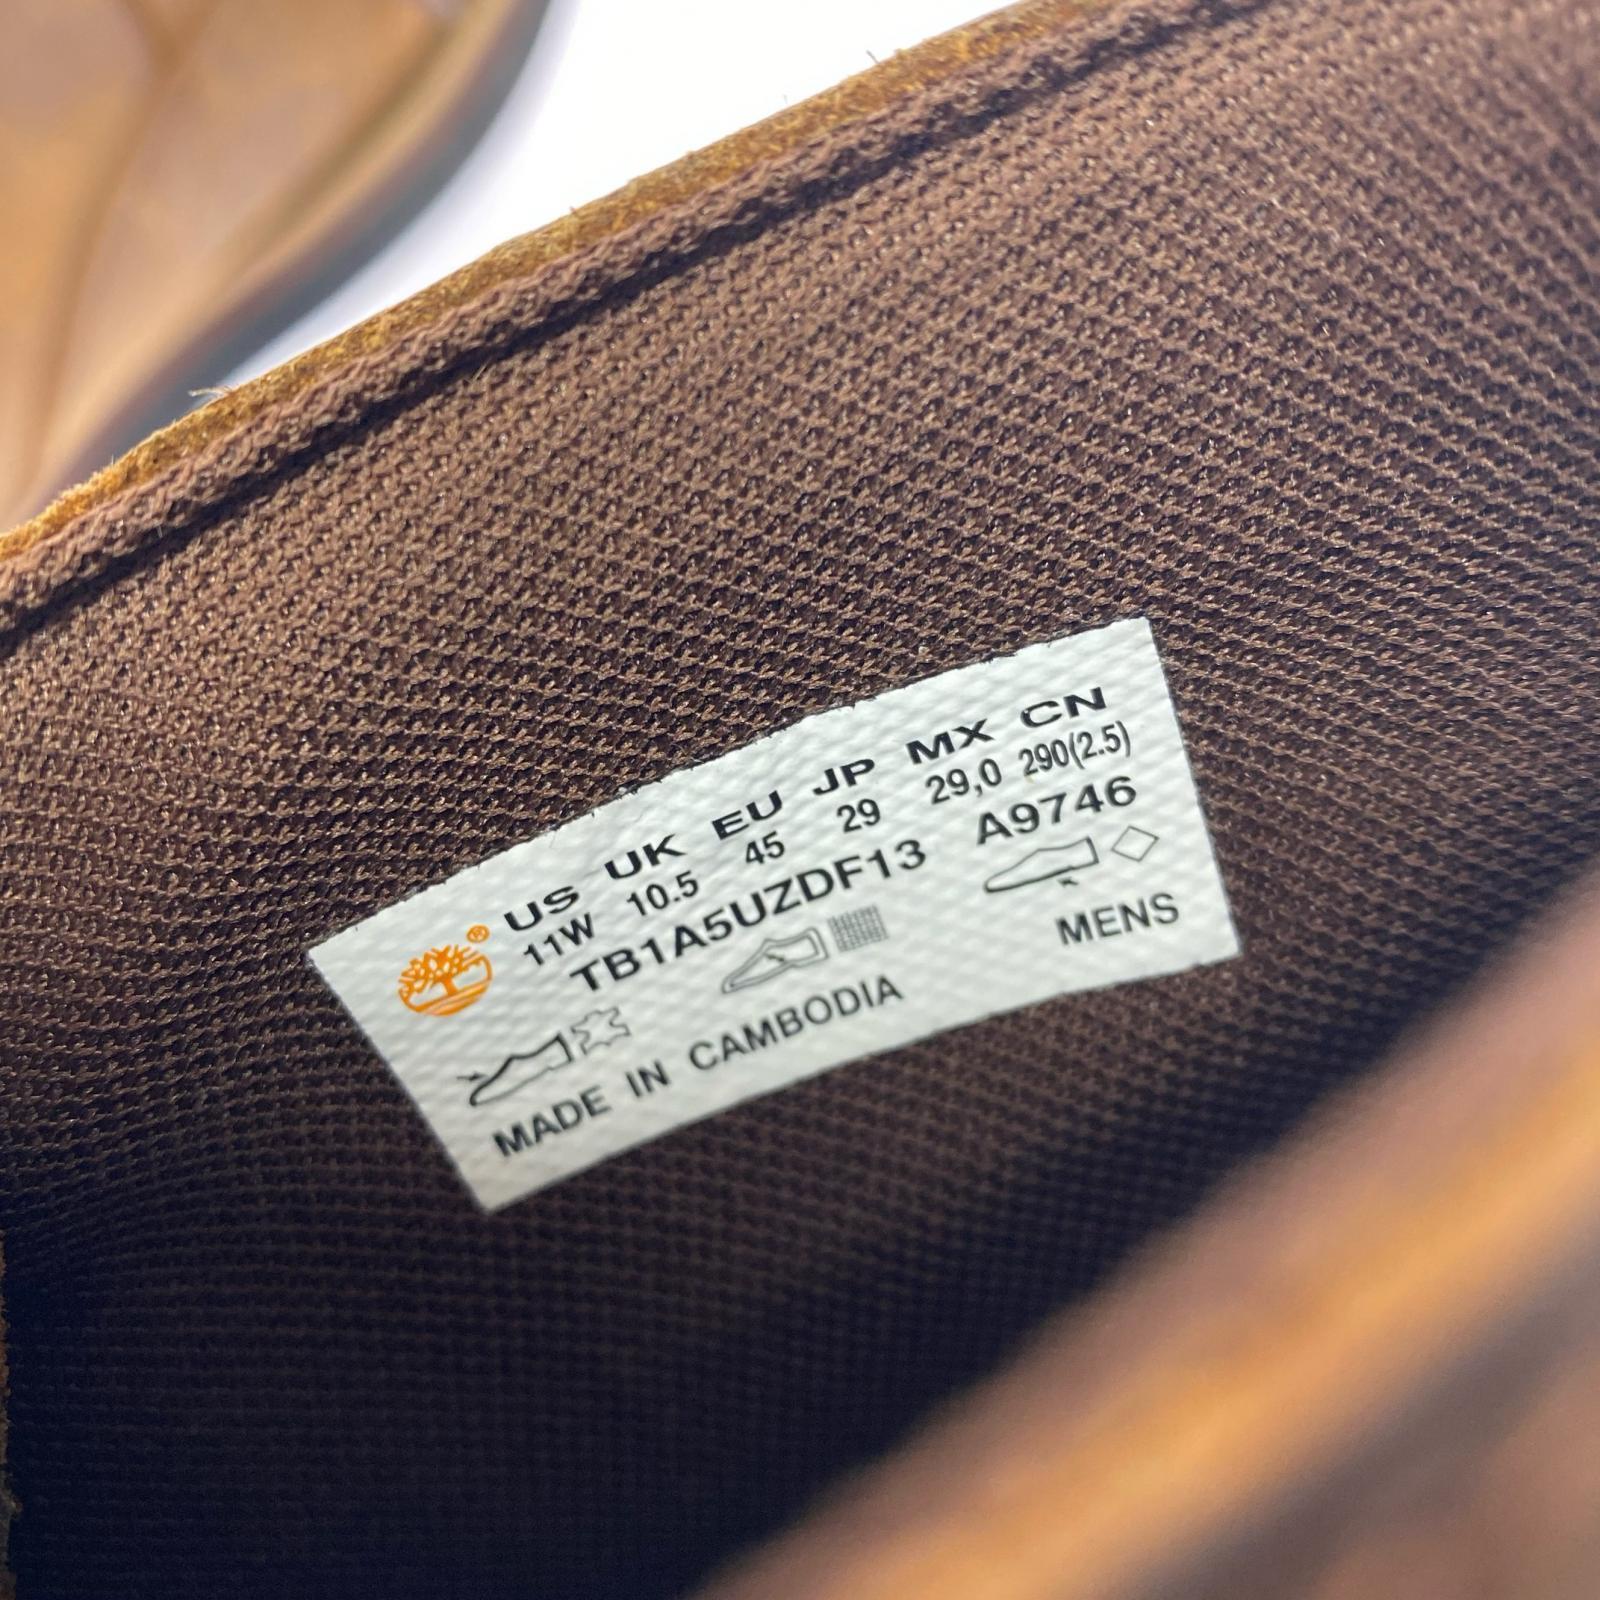 US UK EU JP MX CN
11W 10.5 45 29 29,0 290(2.5)
TB1A5UZDF13 A9746
MENS
MADE IN CAMBODIA